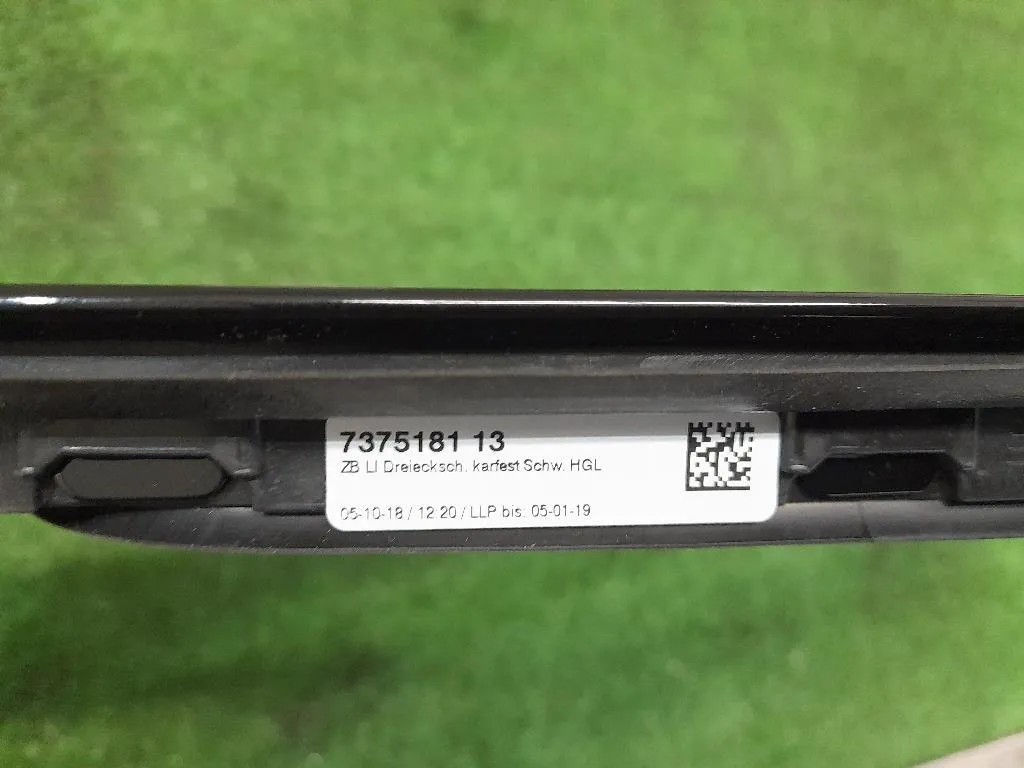 7375181 13
ZB LI Dreiecksch. karfest Schw. HGL
05-10-18 / 12:20 / LLP bis: 05-01-19